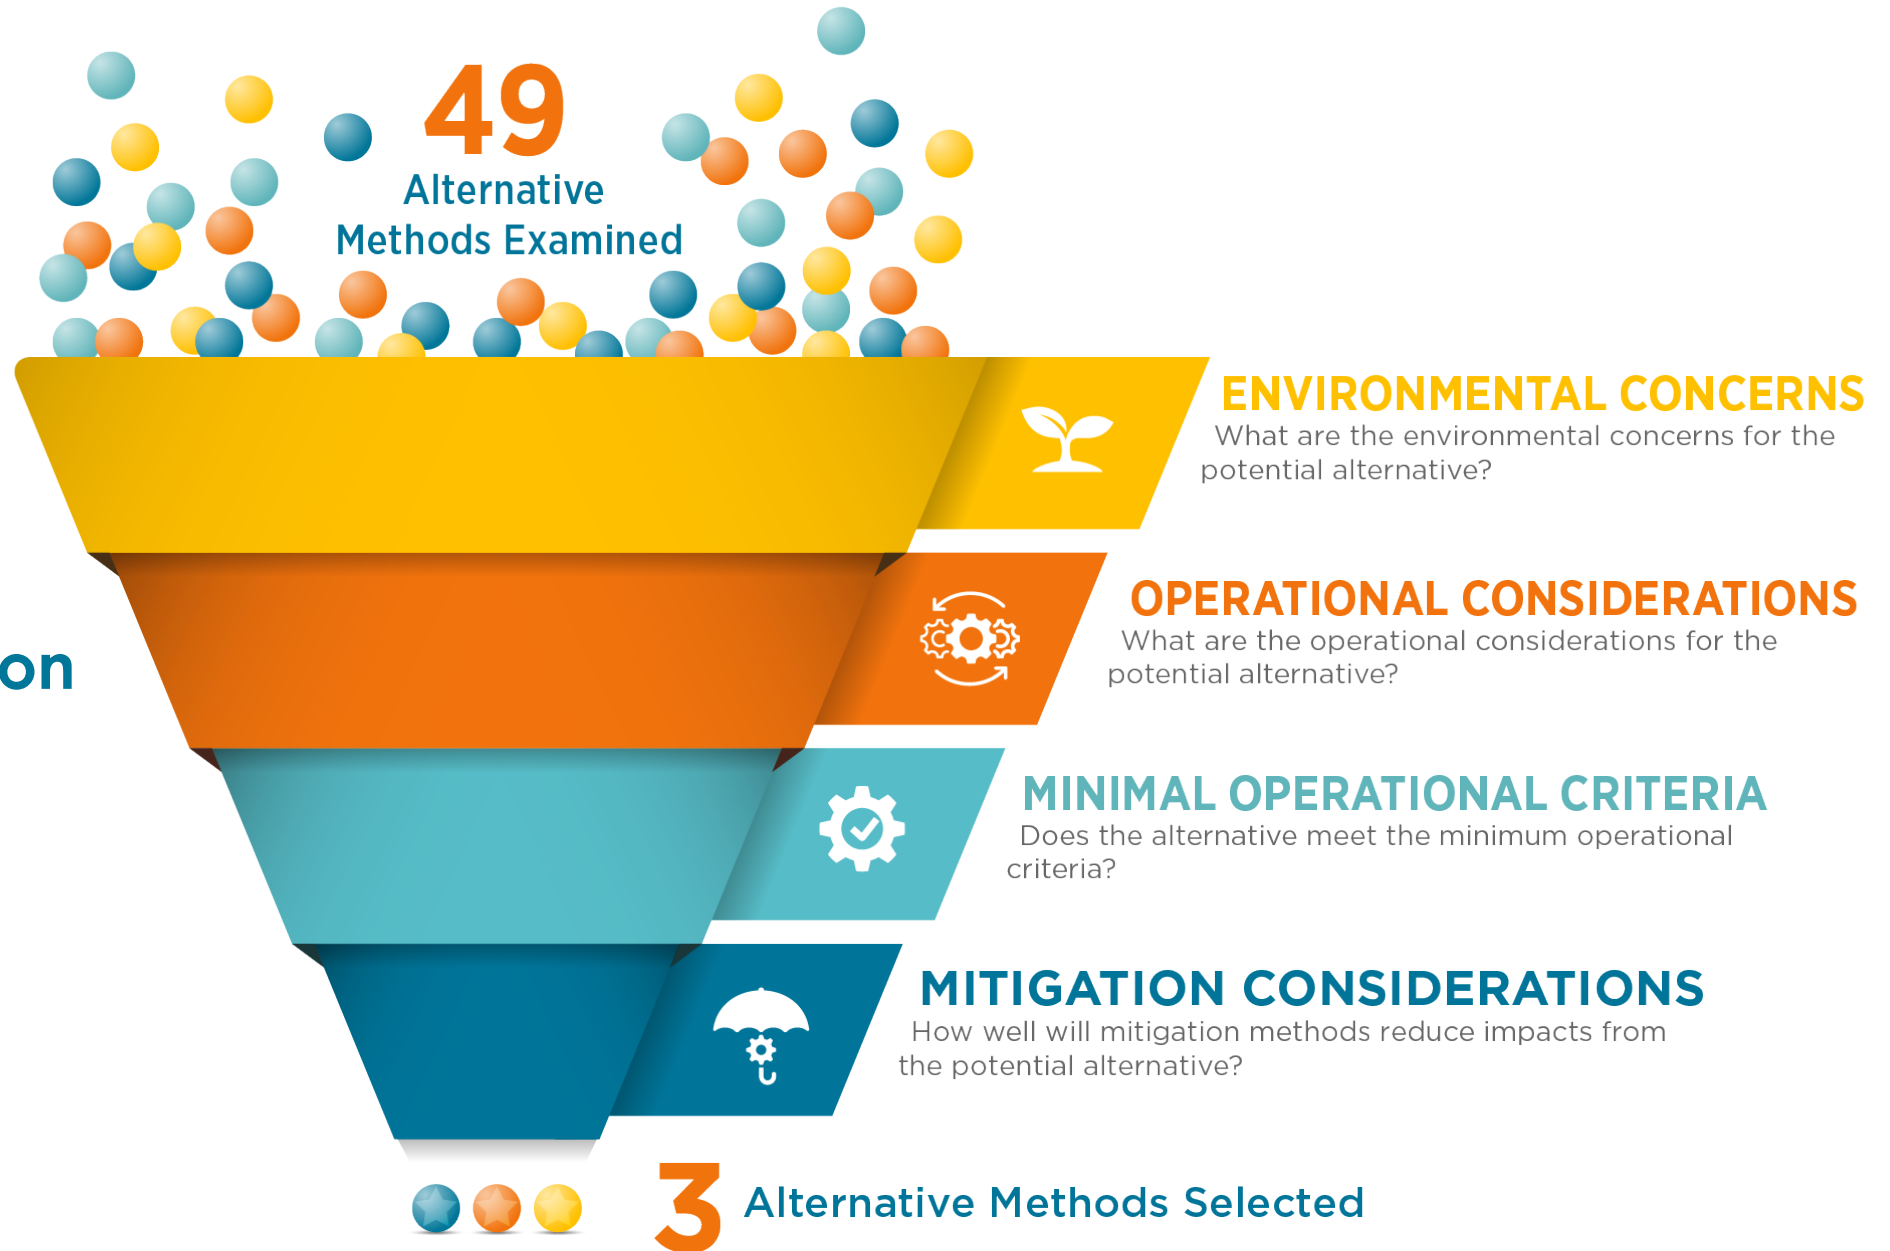 49
Alternative
Methods Examined
ENVIRONMENTAL CONCERNS
What are the environmental concerns for the
potential alternative?
OPERATIONAL CONSIDERATIONS
What are the operational considerations for the
potential alternative?
on
MINIMAL OPERATIONAL CRITERIA
Does the alternative meet the minimum operational
criteria?
MITIGATION CONSIDERATIONS
How well will mitigation methods reduce impacts from
the potential alternative?
3 Alternative Methods Selected